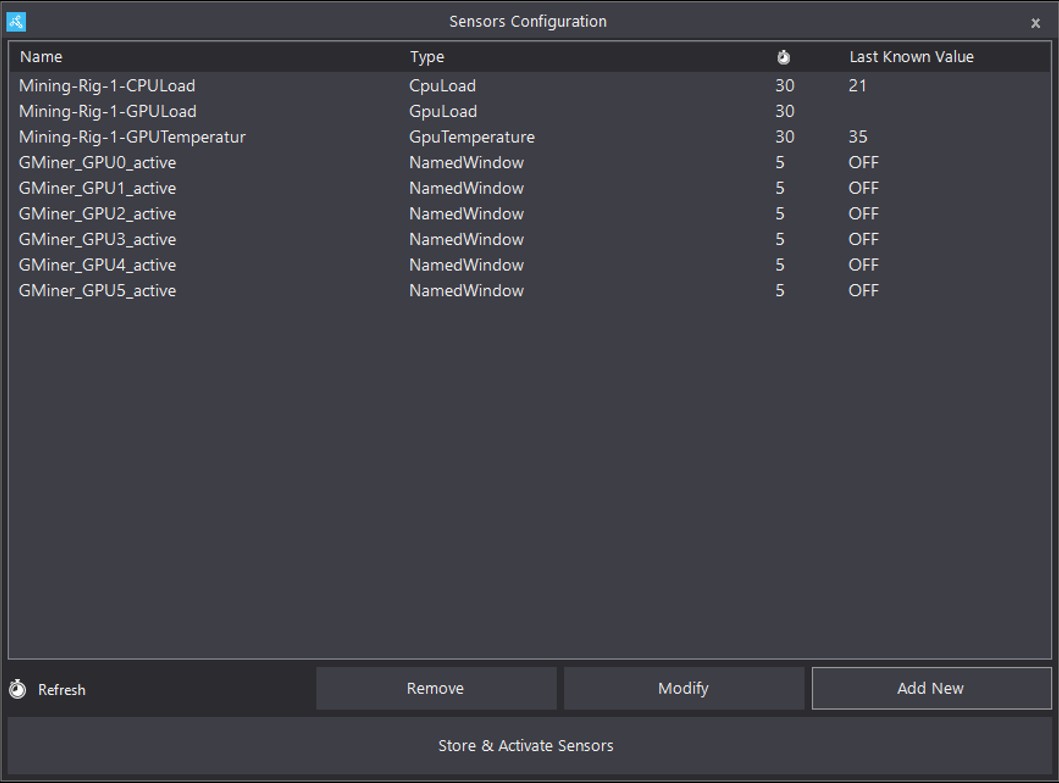 Sensors Configuration x
Name Type Last Known Value
Mining-Rig-1-CPULoad CpuLoad 30 21
Mining-Rig-1-GPULoad GpuLoad 30
Mining-Rig-1-GPUTemperatur GpuTemperature 30 35
GMiner_GPU0_active NamedWindow 5 OFF
GMiner_GPU1_active NamedWindow 5 OFF
GMiner_GPU2_active NamedWindow 5 OFF
GMiner_GPU3_active NamedWindow 5 OFF
GMiner_GPU4_active NamedWindow 5 OFF
GMiner_GPU5_active NamedWindow 5 OFF
Refresh Remove Modify Add New
Store & Activate Sensors